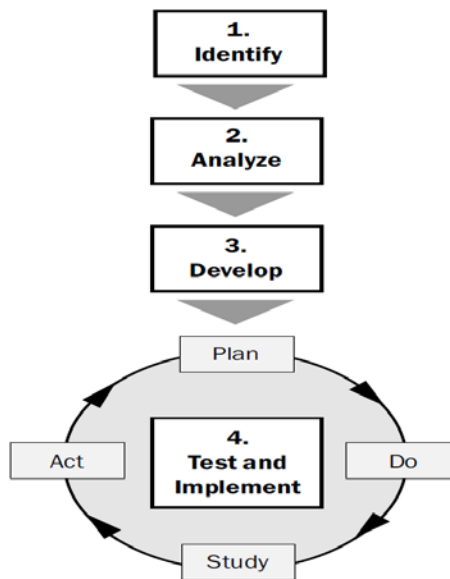 1.
Identify
2.
Analyze
3.
Develop
Plan
Act
4.
Test and
Implement
Do
Study